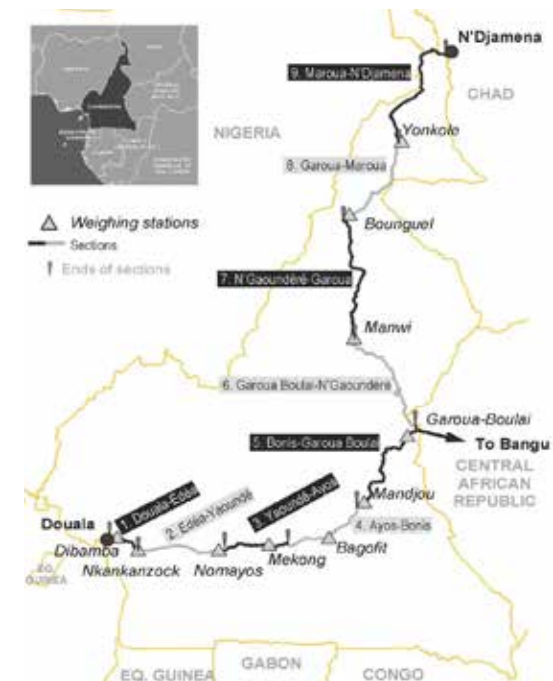 N'Djamena
9. Maroua-N'Djamena
CHAD
NIGERIA
Yonkole
8. Garoua-Maroua
Weighing stations
Bounguel
Sections
Ends of sections
7. N'Gaoundéré-Garoua
Manwi
6. Garoua Boulai-N'Gaoundéré
Garoua-Boulai
5. Bonis-Garoua Boulai
To Bangu
CENTRAL
AFRICAN
REPUBLIC
Mandjou
1. Douala-Edéa
2. Edéa-Yaoundé
3. Yaoundé-Ayos
4. Ayos-Bonis
Douala
Dibamba
Nkankanzock
Nomayos
Mekong
Bagofit
EQ.
GUINEA
EQ. GUINEA
GABON
CONGO